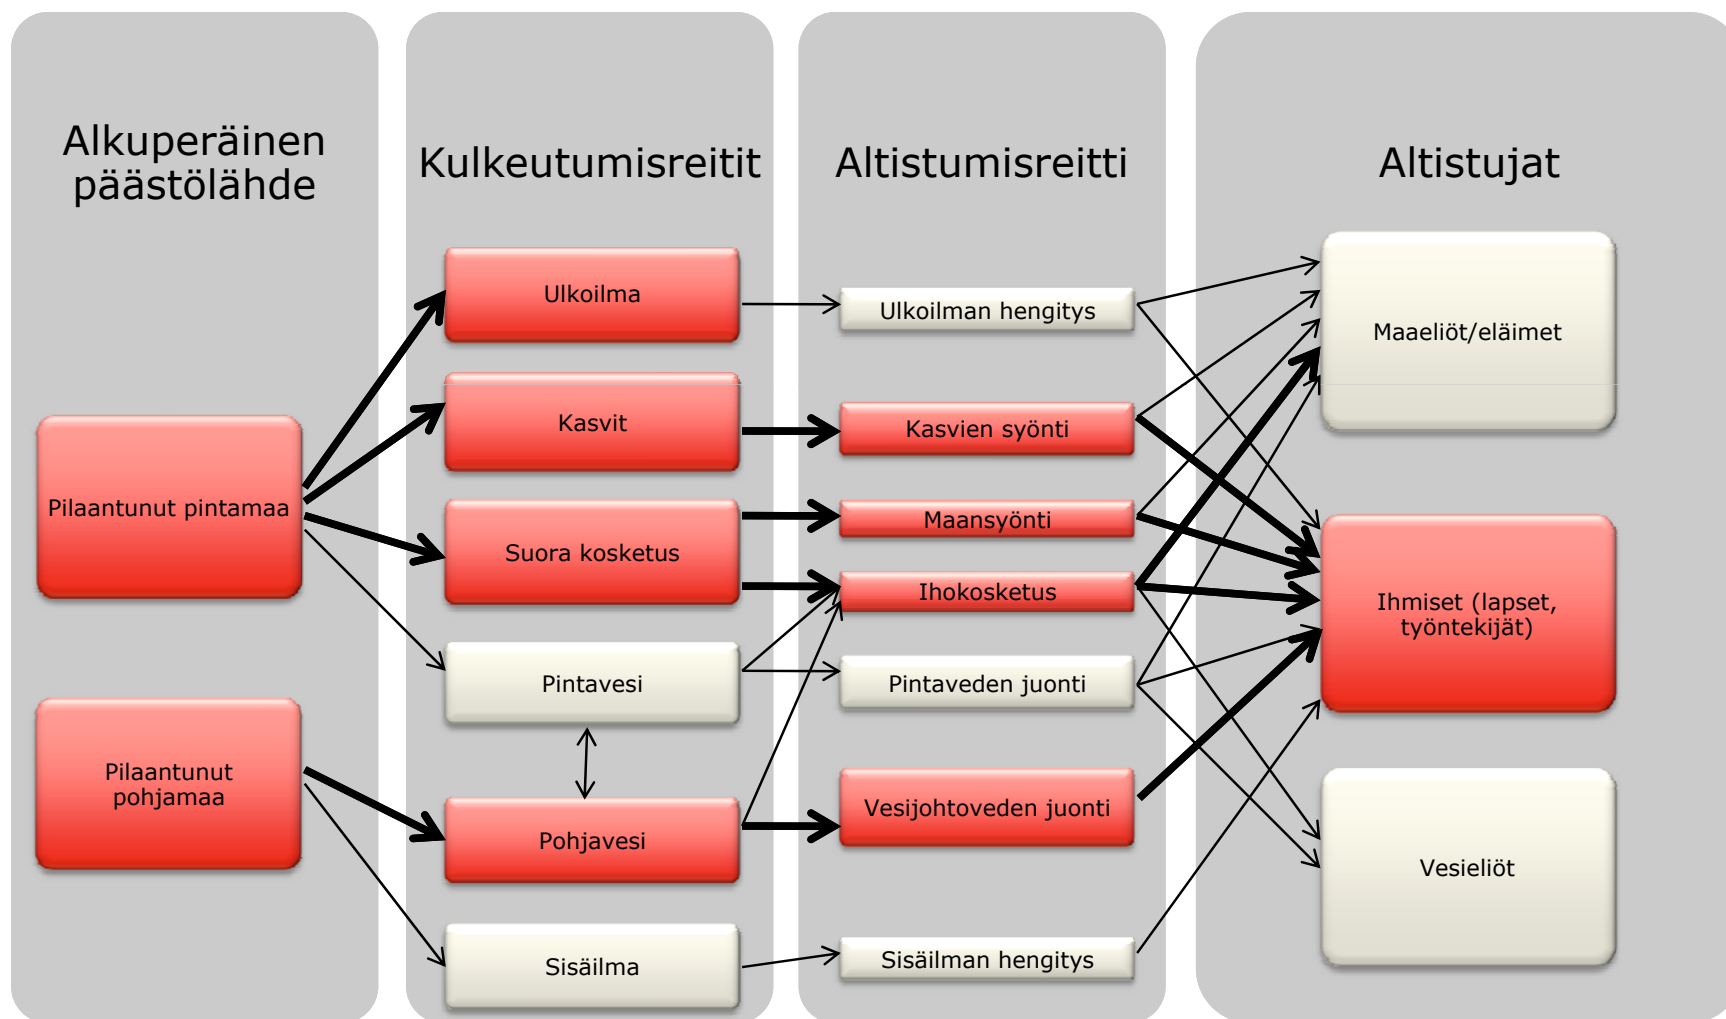 Alkuperäinen
päästölähde
Pilaantunut pintamaa
Pilaantunut
pohjamaa
Kulkeutumisreitit
Ulkoilma
Kasvit
Suora kosketus
Pintavesi
Pohjavesi
Sisäilma
Altistumisreitti
Ulkoilman hengitys
Kasvien syönti
Maansyönti
Ihokosketus
Pintaveden juonti
Vesijohtoveden juonti
Sisäilman hengitys
Altistujat
Maaeliöt/eläimet
Ihmiset (lapset,
työntekijät)
Vesieliöt